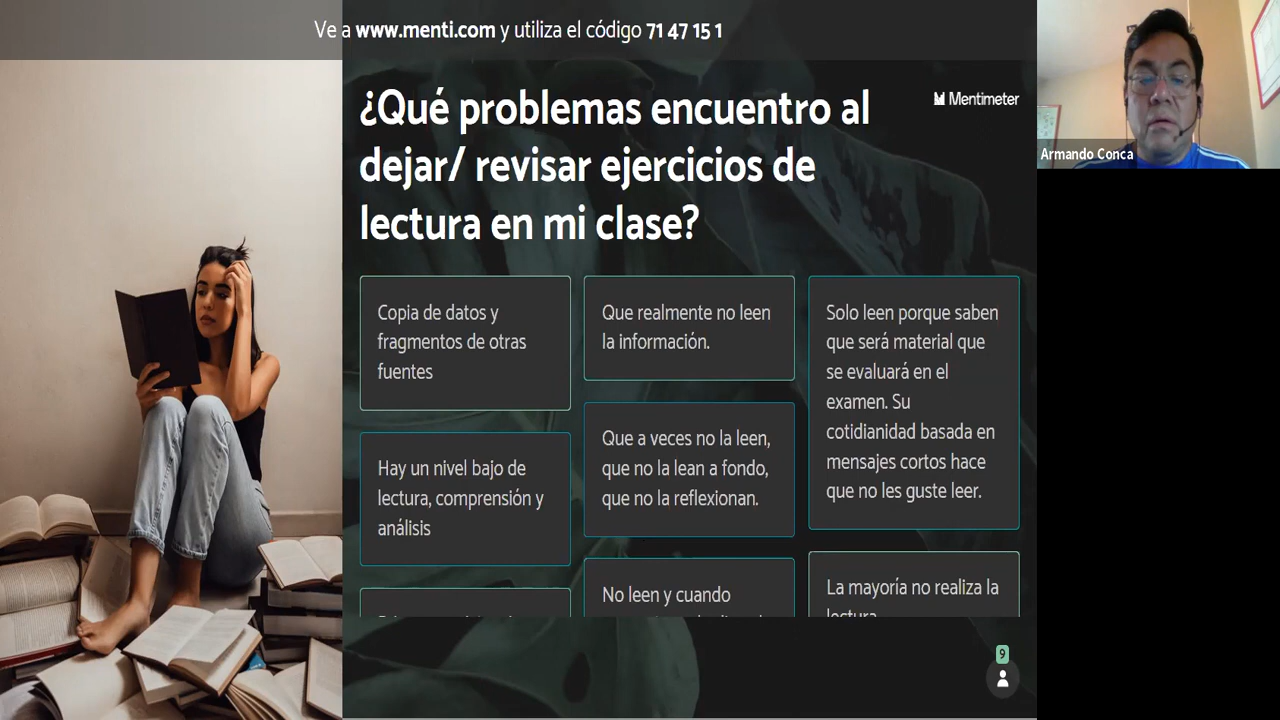 Ve a www.menti.com y utiliza el código 71 47 15 1
¿Qué problemas encuentro al
dejar/ revisar ejercicios de
lectura en mi clase?
Mentimeter
Armando Conca
Copia de datos y
fragmentos de otras
fuentes
Hay un nivel bajo de
lectura, comprensión y
análisis
Que realmente no leen
la información.
Que a veces no la leen,
que no la lean a fondo,
que no la reflexionan.
No leen y cuando
Solo leen porque saben
que será material que
se evaluará en el
examen. Su
cotidianidad basada en
mensajes cortos hace
que no les guste leer.
La mayoría no realiza la
lectura
9